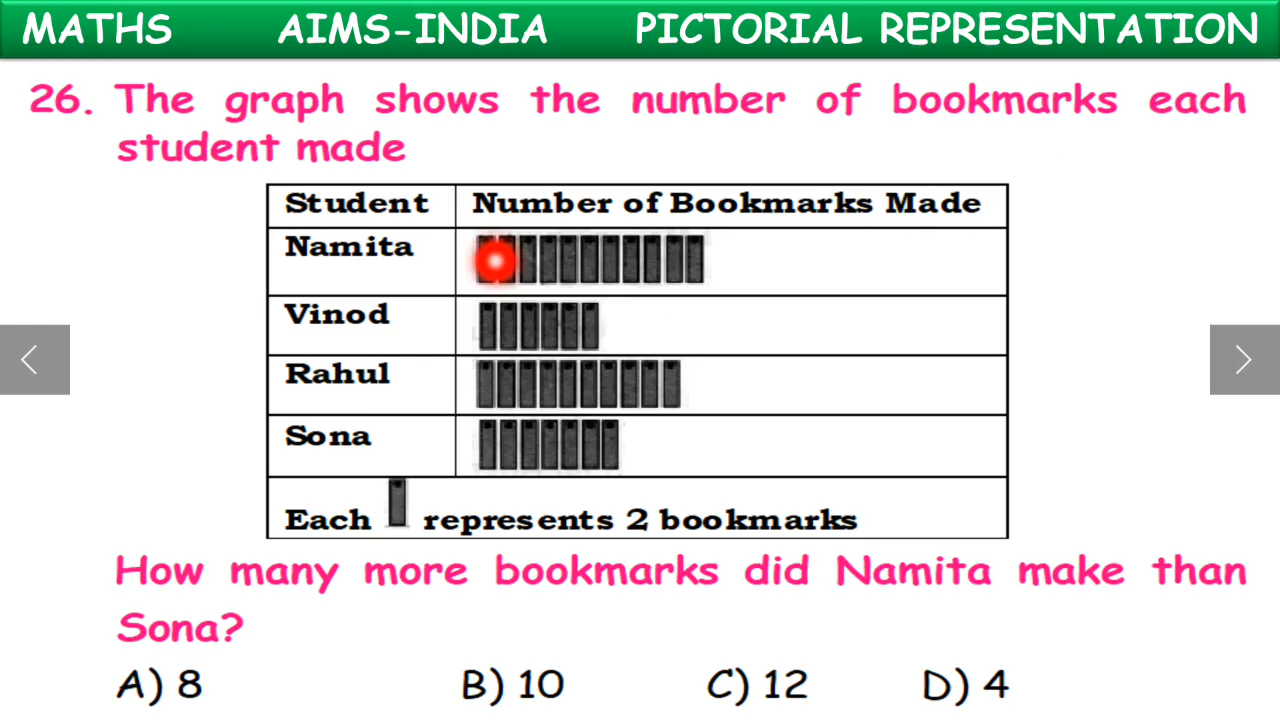 MATHS AIMS-INDIA PICTORIAL REPRESENTATION
26. The graph shows the number of bookmarks each
student made
Student Number of Bookmarks Made
Namita
Vinod
Rahul
Sona
Each represents 2 bookmarks
How many more bookmarks did Namita make than
Sona?
A) 8 B) 10 C) 12 D) 4